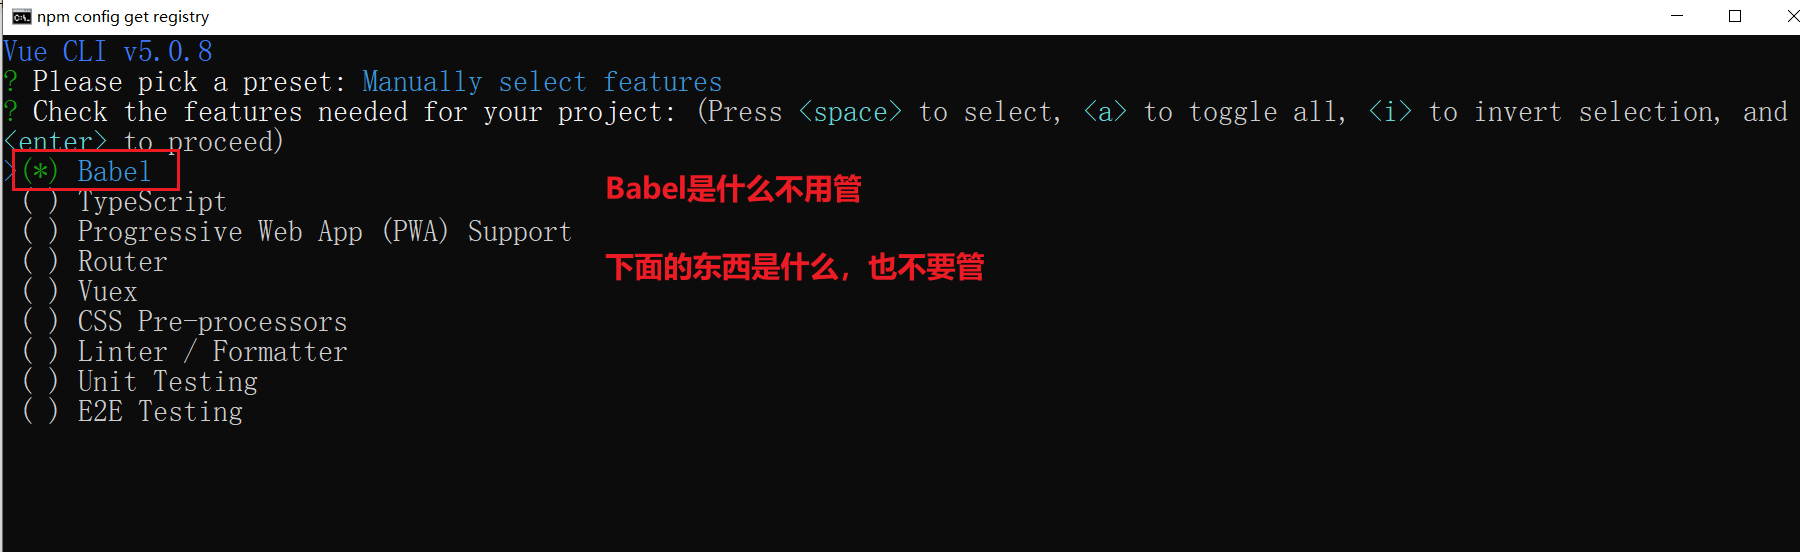 npm config get registry
Vue CLI v5.0.8
? Please pick a preset: Manually select features
? Check the features needed for your project: (Press <space> to select, <a> to toggle all, <i> to invert selection, and
<enter> to proceed)
>(*) Babel
( ) TypeScript
( ) Progressive Web App (PWA) Support
( ) Router
( ) Vuex
( ) CSS Pre-processors
( ) Linter / Formatter
( ) Unit Testing
( ) E2E Testing
Babel是什么不用管
下面的东西是什么，也不要管